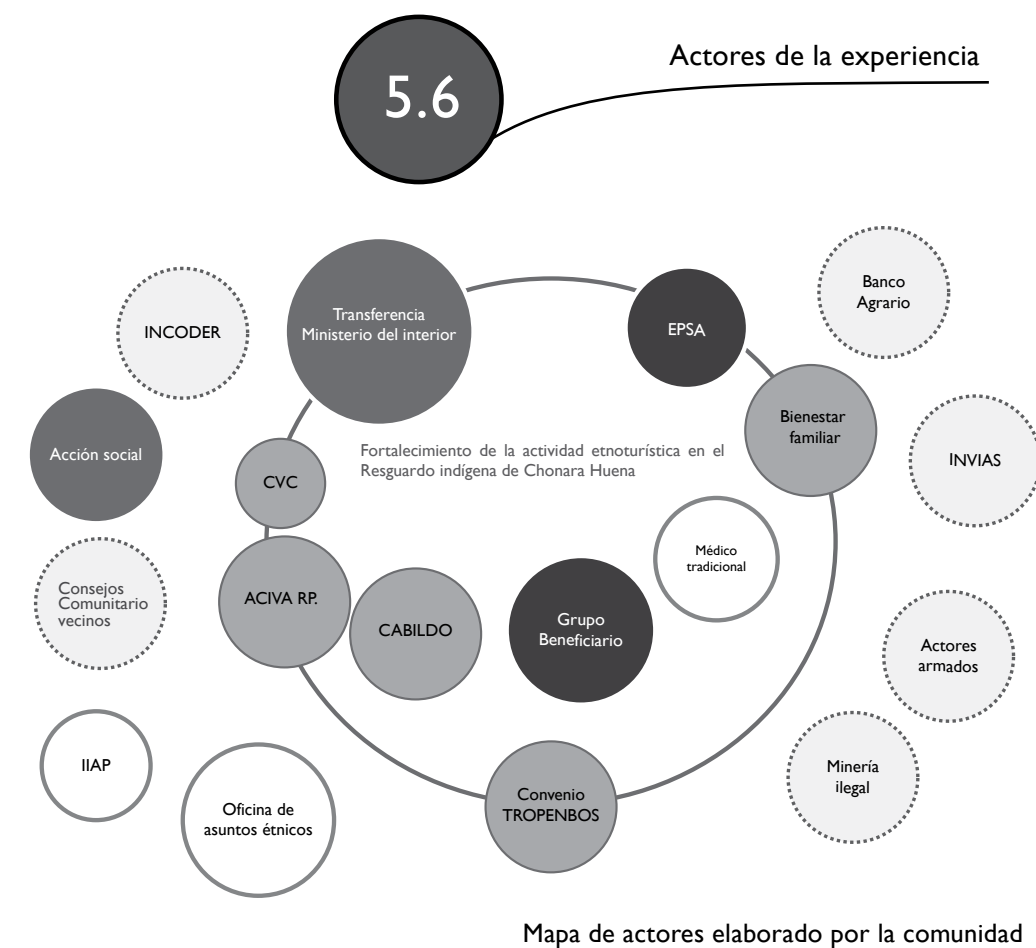 5.6
Actores de la experiencia
Banco
Agrario
INCODER
Transferencia
Ministerio del interior
EPSA
Bienestar
familiar
Acción social
Fortalecimiento de la actividad etnoturística en el
Resguardo indígena de Chonara Huena
INVIAS
CVC
Médico
tradicional
Consejos
Comunitario
vecinos
ACIVA RP.
CABILDO
Grupo
Beneficiario
Actores
armados
IIAP
Minería
ilegal
Oficina de
asuntos étnicos
Convenio
TROPENBOS
Mapa de actores elaborado por la comunidad